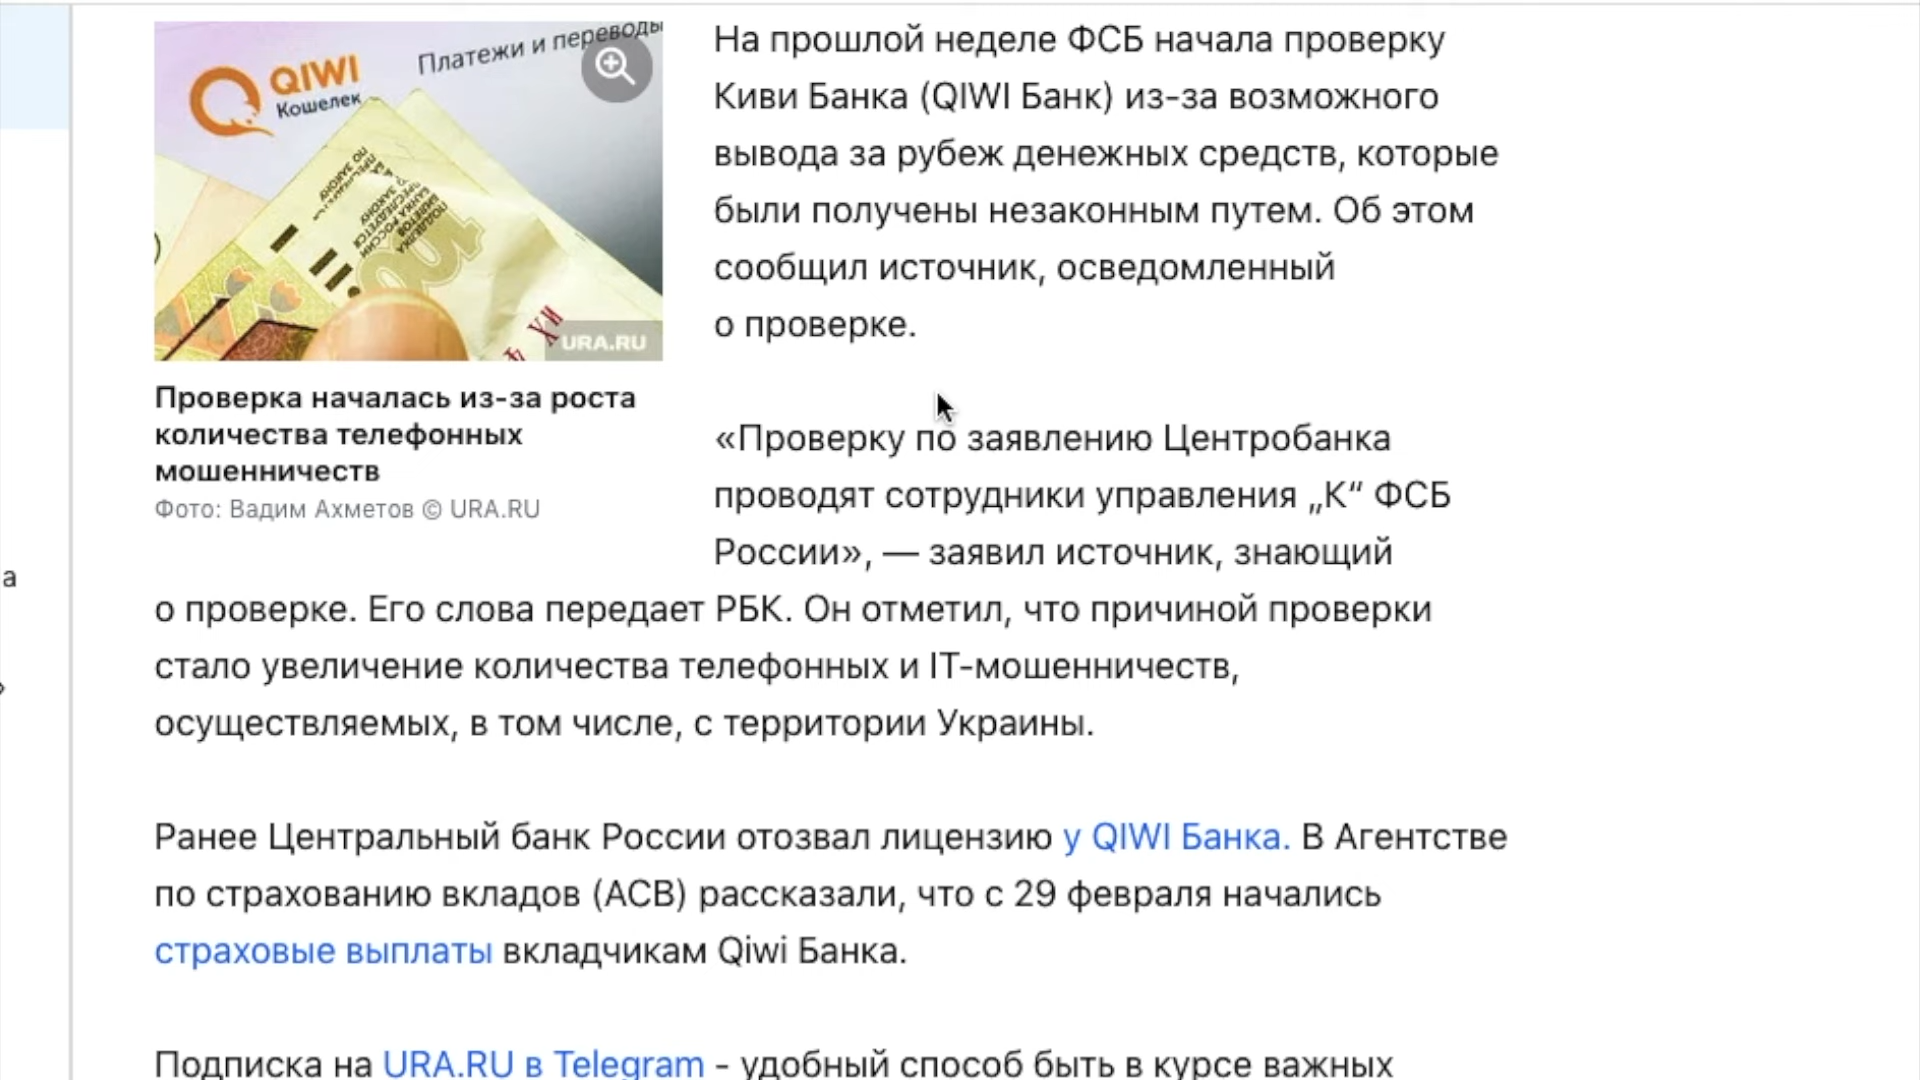 Платежи и переводы
QIWI
Кошелек
URA.RU
Проверка началась из-за роста
количества телефонных
мошенничеств
Фото: Вадим Ахметов © URA.RU
На прошлой неделе ФСБ начала проверку
Киви Банка (QIWI Банк) из-за возможного
вывода за рубеж денежных средств, которые
были получены незаконным путем. Об этом
сообщил источник, осведомленный
о проверке.
«Проверку по заявлению Центробанка
проводят сотрудники управления „К“ ФСБ
России», — заявил источник, знающий
о проверке. Его слова передает РБК. Он отметил, что причиной проверки
стало увеличение количества телефонных и IT-мошенничеств,
осуществляемых, в том числе, с территории Украины.
Ранее Центральный банк России отозвал лицензию у QIWI Банка. В Агентстве
по страхованию вкладов (АСВ) рассказали, что с 29 февраля начались
страховые выплаты вкладчикам Qiwi Банка.
Подписка на URA.RU в Telegram - удобный способ быть в курсе важных